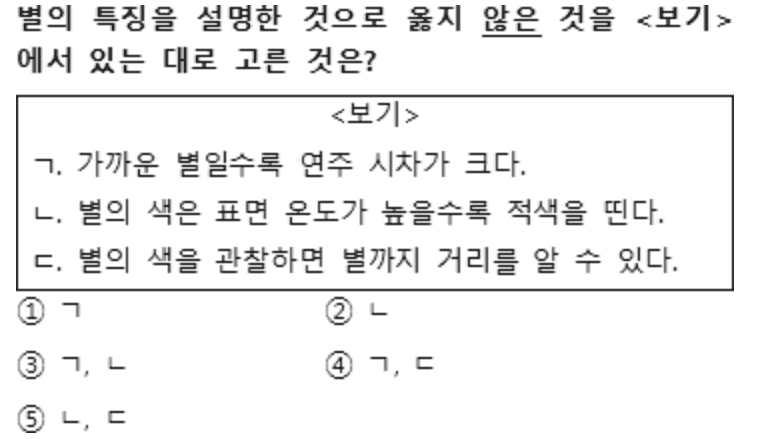 별의 특징을 설명한 것으로 옳지 않은 것을 <보기>
에서 있는 대로 고른 것은?
<보기>
ㄱ. 가까운 별일수록 연주 시차가 크다.
ㄴ. 별의 색은 표면 온도가 높을수록 적색을 띤다.
ㄷ. 별의 색을 관찰하면 별까지 거리를 알 수 있다.
① ㄱ ② ㄴ
③ ㄱ, ㄴ ④ ㄱ, ㄷ
⑤ ㄴ, ㄷ